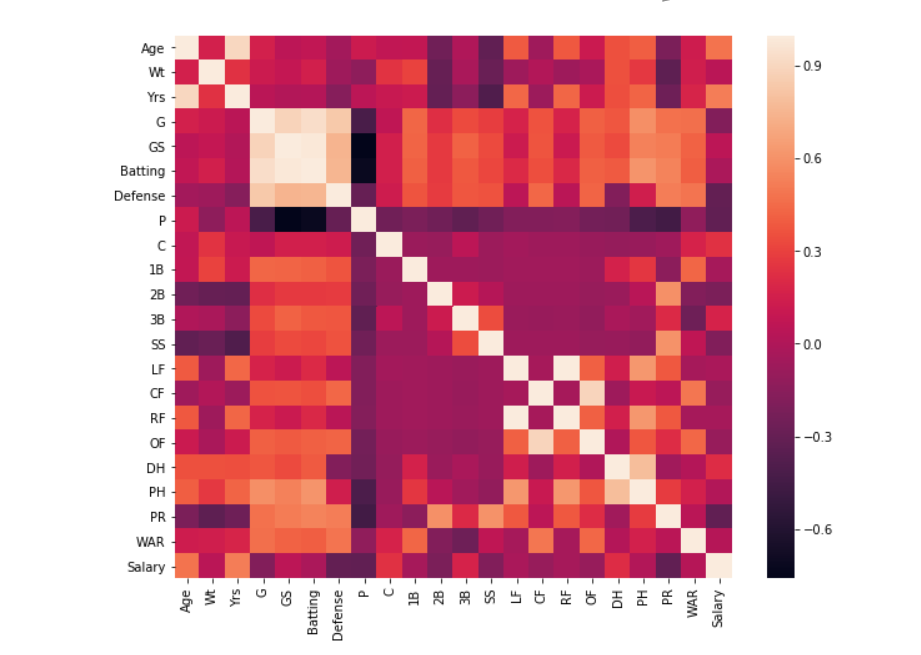 Age
Wt
Yrs
G
GS
Batting
Defense
P
C
1B
2B
3B
SS
LF
CF
RF
OF
DH
PH
PR
WAR
Salary
Age
Wt
Yrs
G
GS
Batting
Defense
P
C
1B
2B
3B
SS
LF
CF
RF
OF
DH
PH
PR
WAR
Salary
0.9
0.6
0.3
0.0
−0.3
−0.6